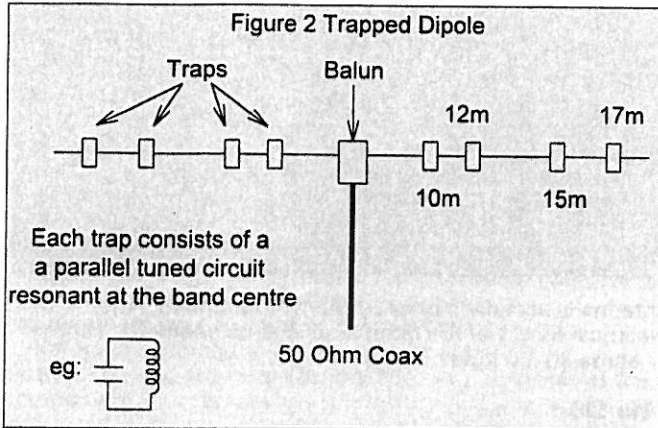 Figure 2 Trapped Dipole
Traps
Balun
12m
17m
10m
15m
Each trap consists of a
a parallel tuned circuit
resonant at the band centre
50 Ohm Coax
eg: